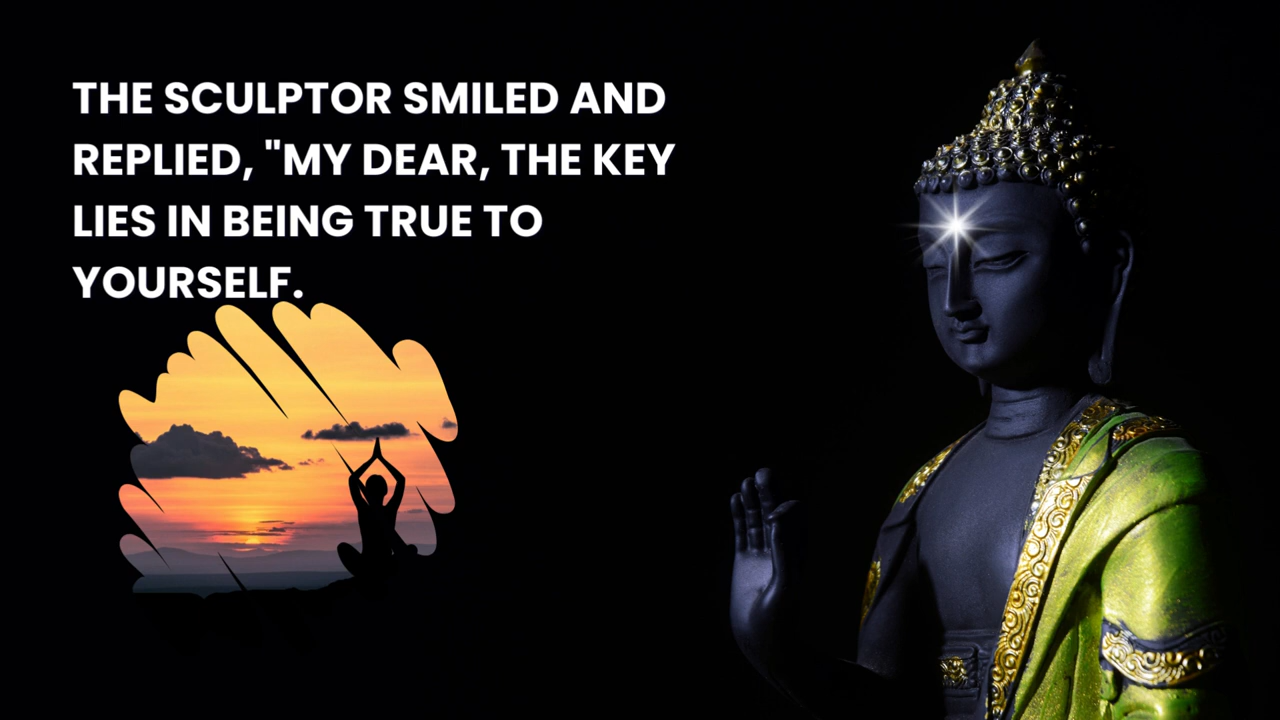 THE SCULPTOR SMILED AND
REPLIED, "MY DEAR, THE KEY
LIES IN BEING TRUE TO
YOURSELF.